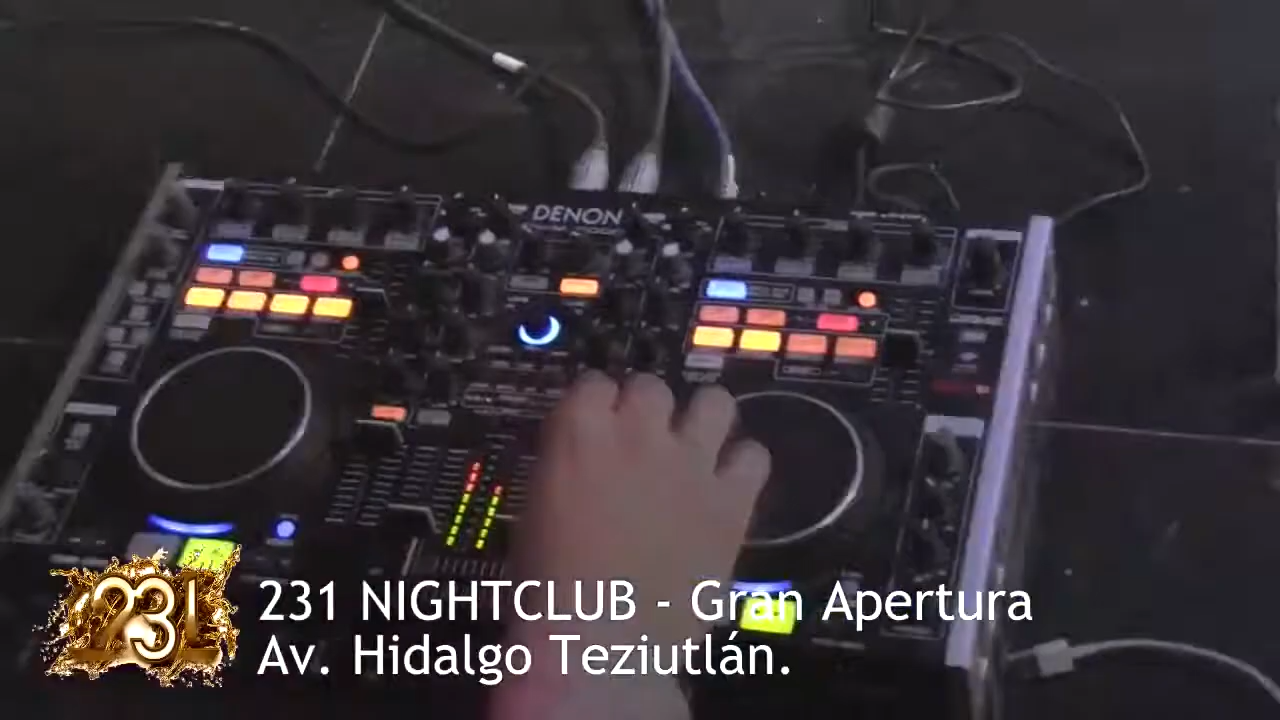 DENON
231
231 NIGHTCLUB - Gran Apertura
Av. Hidalgo Teziutlán.